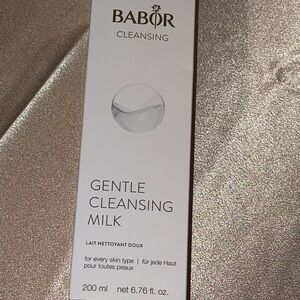 BABOR
CLEANSING
GENTLE
CLEANSING
MILK
LAIT NETTOYANT DOUX
for every skin type | für jede Haut
pour toutes peaux
200 ml net 6.76 fl. oz.